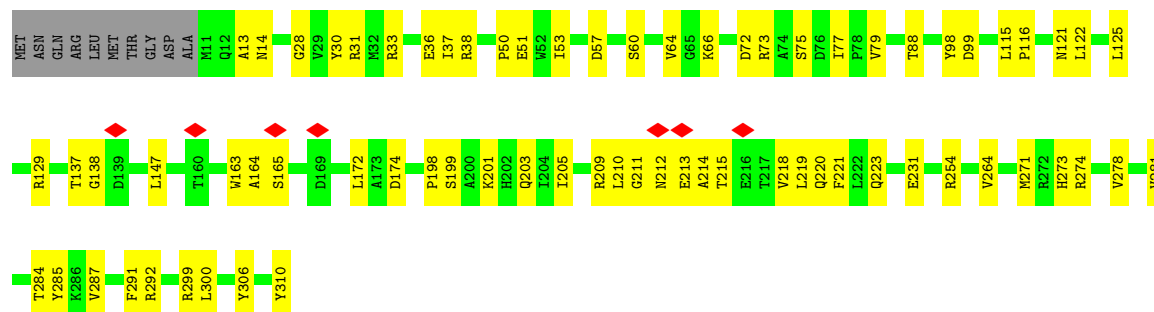 MET ASN GLN ARG LEU MET THR GLY ASP ALA M11 Q12 A13 N14 G28 V29 Y30 R31 M32 R33 E36 I37 R38 P50 E51 W52 I53 D57 S60 V64 G65 K66 D72 R73 A74 S75 D76 I77 P78 V79 T88 Y98 D99 L115 P116 N121 L122 L125
R129 T137 G138 D139 L147 T160 W163 A164 S165 D169 L172 A173 D174 P198 S199 A200 K201 H202 Q203 I204 I205 R209 L210 G211 N212 E213 A214 T215 E216 T217 V218 L219 Q220 F221 L222 Q223 E231 R254 V264 M271 R272 H273 R274 V278
T284 Y285 K286 V287 F291 R292 R299 L300 Y306 Y310